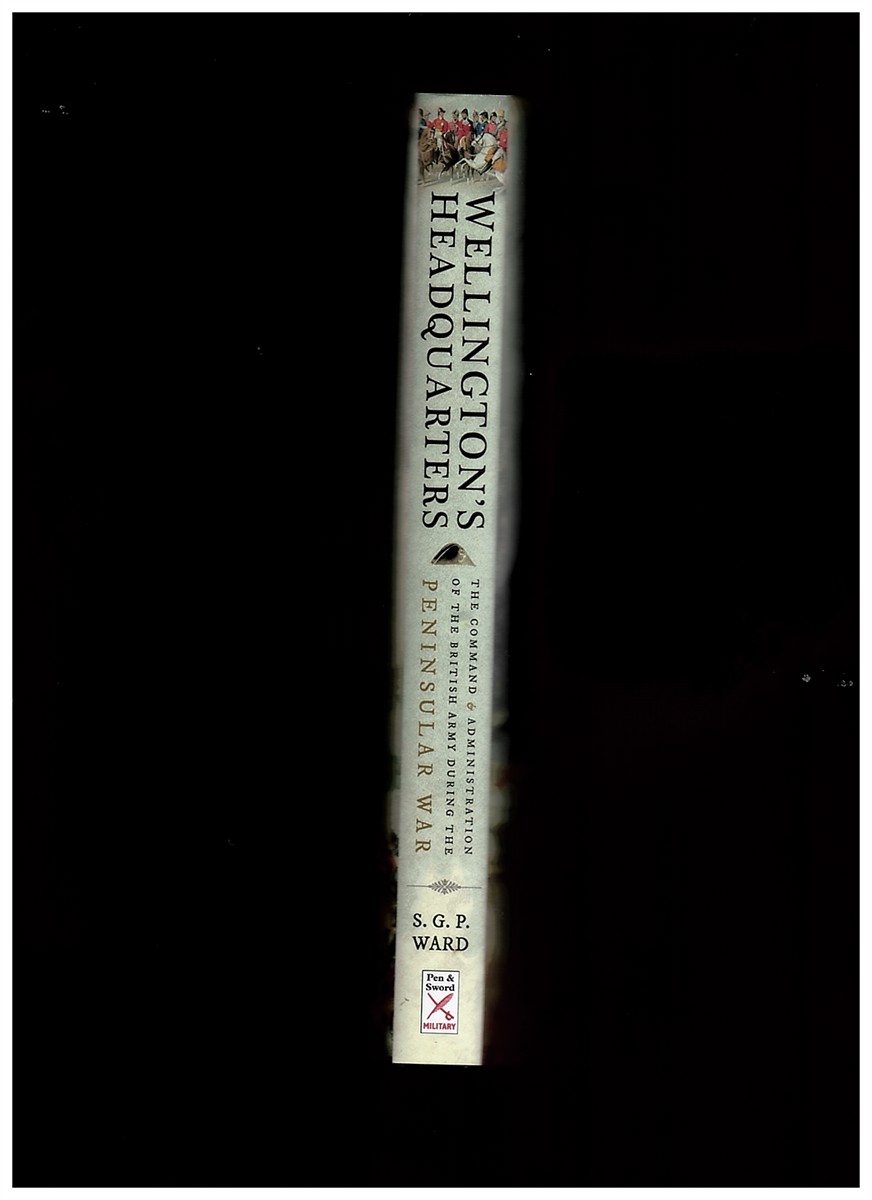 WELLINGTON'S
HEADQUARTERS
THE COMMAND & ADMINISTRATION
OF THE BRITISH ARMY DURING THE
PENINSULAR WAR
S. G. P.
WARD
Pen &
Sword
MILITARY